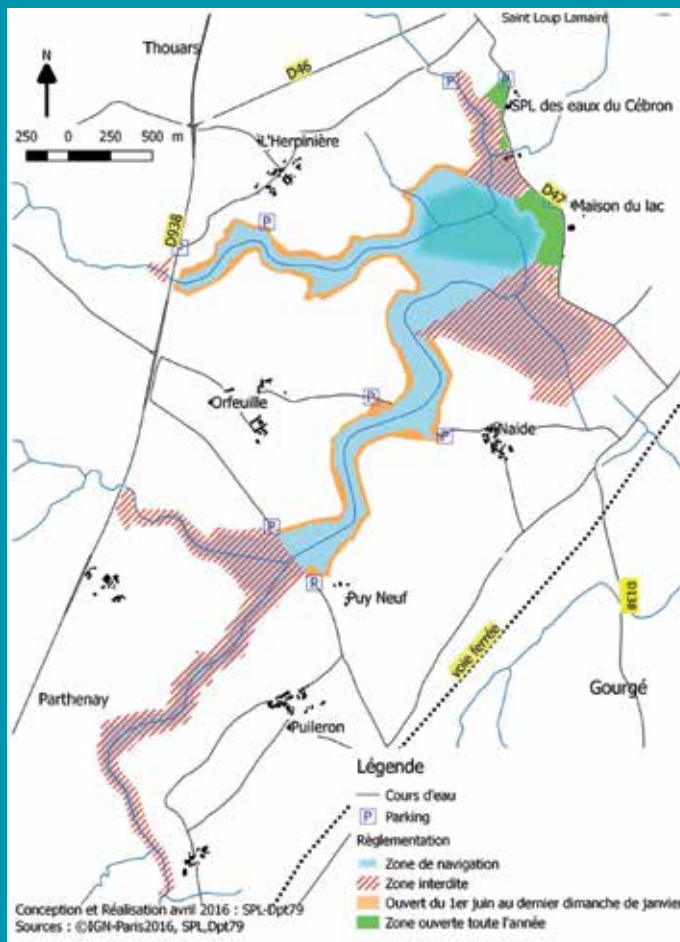 Saint Loup Lamairé
Thouars
N
D46
P
P
SPL des eaux du Cébron
250 0 250 500 m
L'Herpinière
D47
Maison du lac
P
D938
P
P
Orfeuille
P
Naide
P
R
Puy Neuf
D138
voie ferrée
Gourgé
Parthenay
Puileron
Légende
Cours d'eau
P Parking
Règlementation
Zone de navigation
Zone interdite
Ouvert du 1er juin au dernier dimanche de janvier
Zone ouverte toute l'année
Conception et Réalisation avril 2016 : SPL-Dpt79
Sources : ©IGN-Paris2016, SPL,Dpt79